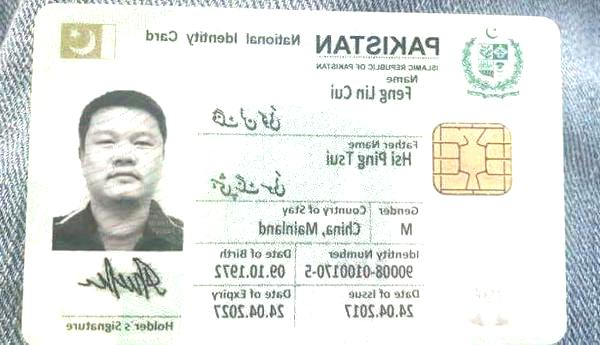 PAKISTAN National Identity Card
ISLAMIC REPUBLIC OF PAKISTAN
Name
Feng Lin Cui
Father Name
Hsi Ping Tsui
Gender Country of Stay
M China, Mainland
Identity Number Date of Birth
90008-0100170-5 09.10.1972
Date of Issue Date of Expiry
24.04.2017 24.04.2027
Holder's Signature